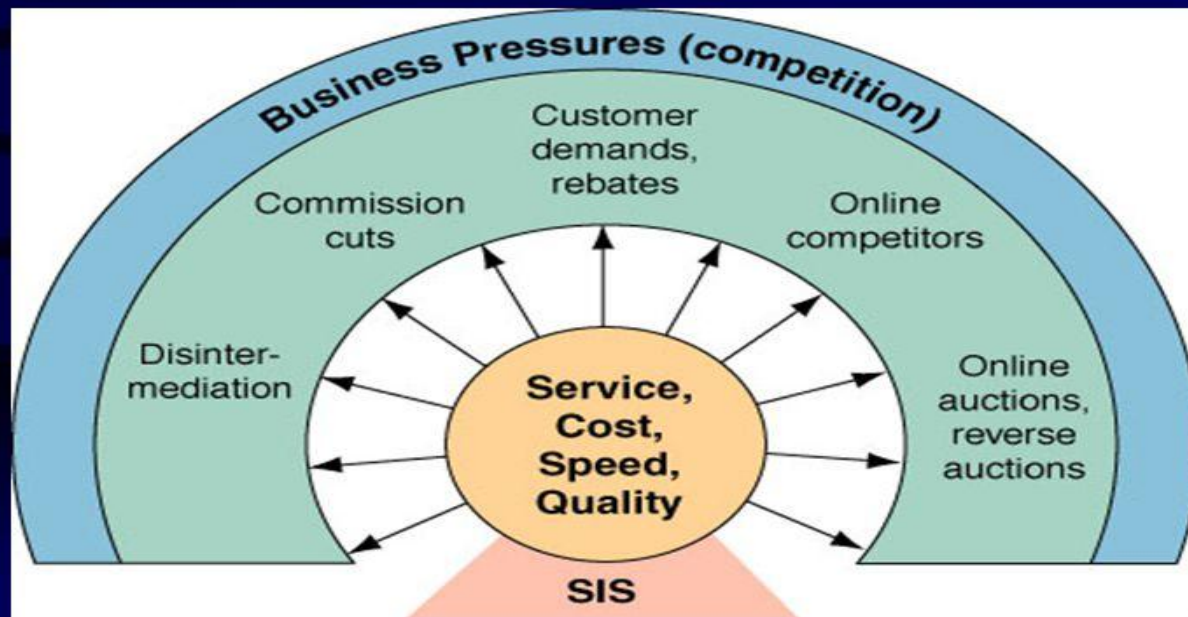 Business Pressures (competition)
Customer
demands,
rebates
Commission
cuts
Online
competitors
Disinter-
mediation
Online
auctions,
reverse
auctions
Service,
Cost,
Speed,
Quality
SIS